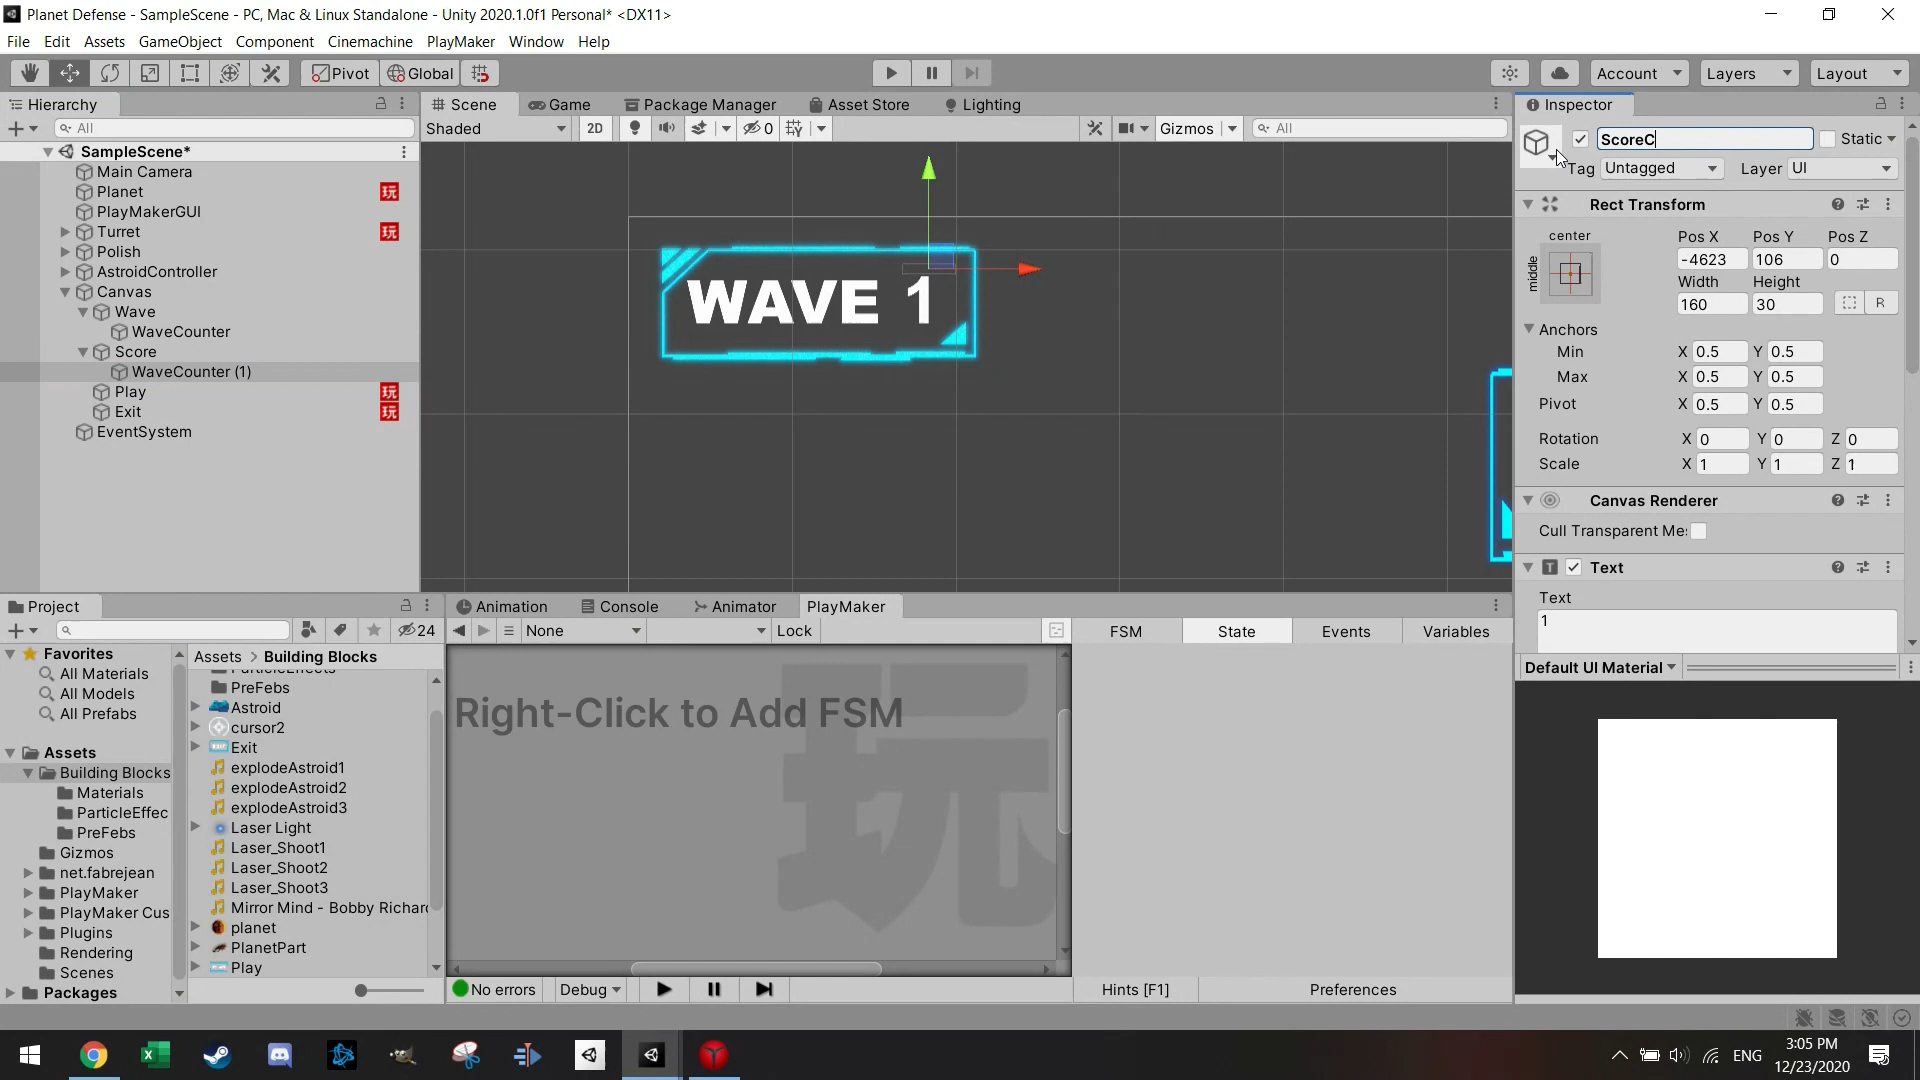 Planet Defense - SampleScene - PC, Mac & Linux Standalone - Unity 2020.1.0f1 Personal* <DX11>
File Edit Assets GameObject Component Cinemachine PlayMaker Window Help
Pivot Global Account Layers Layout
Hierarchy
All
SampleScene*
Main Camera
Planet 玩
PlayMakerGUI
Turret 玩
Polish
AstroidController
Canvas
Wave
WaveCounter
Score
WaveCounter (1)
Play 玩
Exit 玩
EventSystem
Scene Game Package Manager Asset Store Lighting
Shaded 2D 0 Gizmos All
WAVE 1
Inspector
ScoreC Static
Tag Untagged Layer UI
Rect Transform
center Pos X Pos Y Pos Z
middle -4623 106 0
Width Height
160 30 R
Anchors
Min X 0.5 Y 0.5
Max X 0.5 Y 0.5
Pivot X 0.5 Y 0.5
Rotation X 0 Y 0 Z 0
Scale X 1 Y 1 Z 1
Canvas Renderer
Cull Transparent Me:
Text
Text
1
Default UI Material
Project
24
Favorites
All Materials
All Models
All Prefabs
Assets
Building Blocks
Materials
ParticleEffec
PreFebs
Gizmos
net.fabrejean
PlayMaker
PlayMaker Cus
Plugins
Rendering
Scenes
Packages
Assets > Building Blocks
PreFebs
Astroid
cursor2
Exit
explodeAstroid1
explodeAstroid2
explodeAstroid3
Laser Light
Laser_Shoot1
Laser_Shoot2
Laser_Shoot3
Mirror Mind - Bobby Richar
planet
PlanetPart
Play
Animation Console Animator PlayMaker
None Lock FSM State Events Variables
Right-Click to Add FSM
玩
No errors Debug Hints [F1] Preferences
ENG
3:05 PM
12/23/2020